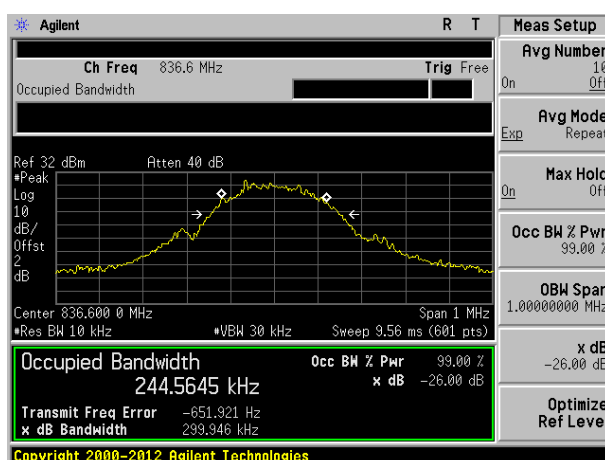 Agilent R T Meas Setup
Ch Freq 836.6 MHz Trig Free
Occupied Bandwidth
Avg Number
10
On Off
Avg Mode
Exp Repeat
Max Hold
On Off
Occ BW % Pwr
99.00 %
OBW Span
1.00000000 MHz
x dB
-26.00 dB
Optimize
Ref Level
Ref 32 dBm Atten 40 dB
#Peak
Log
10
dB/
Offst
2
dB
Center 836.600 0 MHz Span 1 MHz
#Res BW 10 kHz #VBW 30 kHz Sweep 9.56 ms (601 pts)
Occupied Bandwidth Occ BW % Pwr 99.00 %
244.5645 kHz x dB -26.00 dB
Transmit Freq Error -651.921 Hz
x dB Bandwidth 299.946 kHz
Copyright 2000-2012 Agilent Technologies